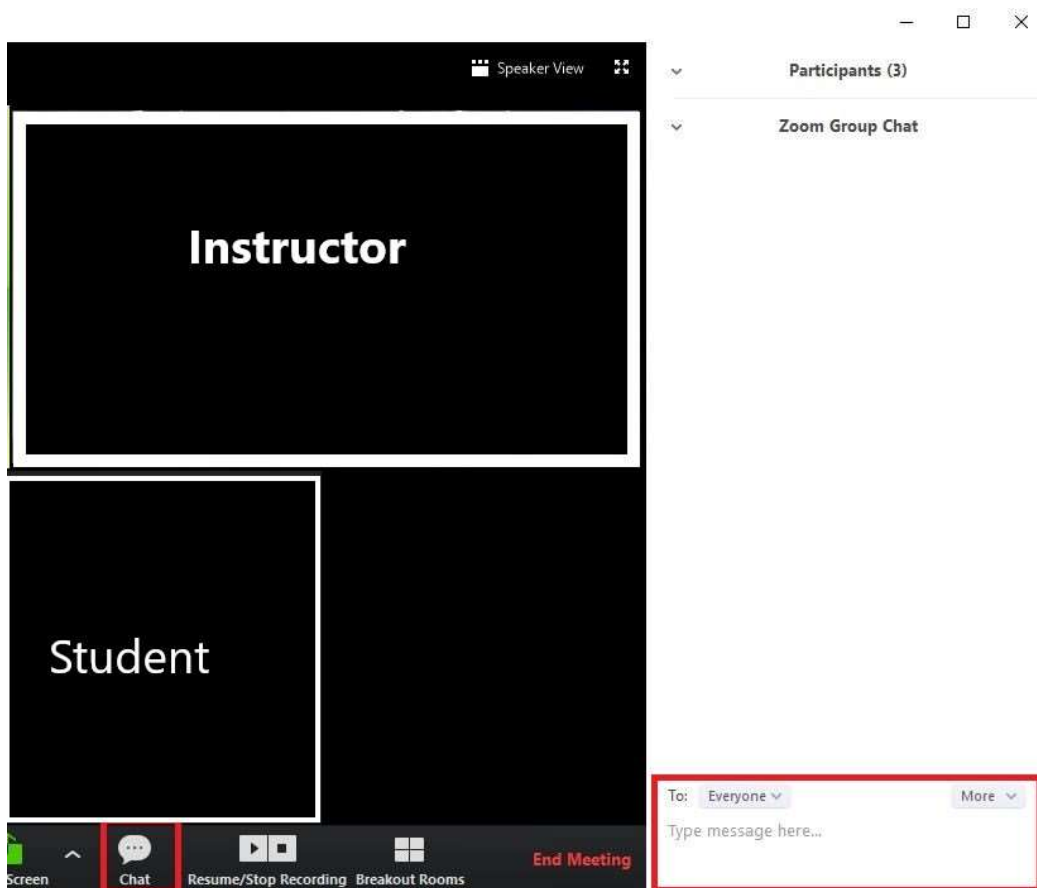 Speaker View
Participants (3)
Zoom Group Chat
Instructor
Student
To: Everyone More
Type message here...
Screen
Chat
Resume/Stop Recording
Breakout Rooms
End Meeting